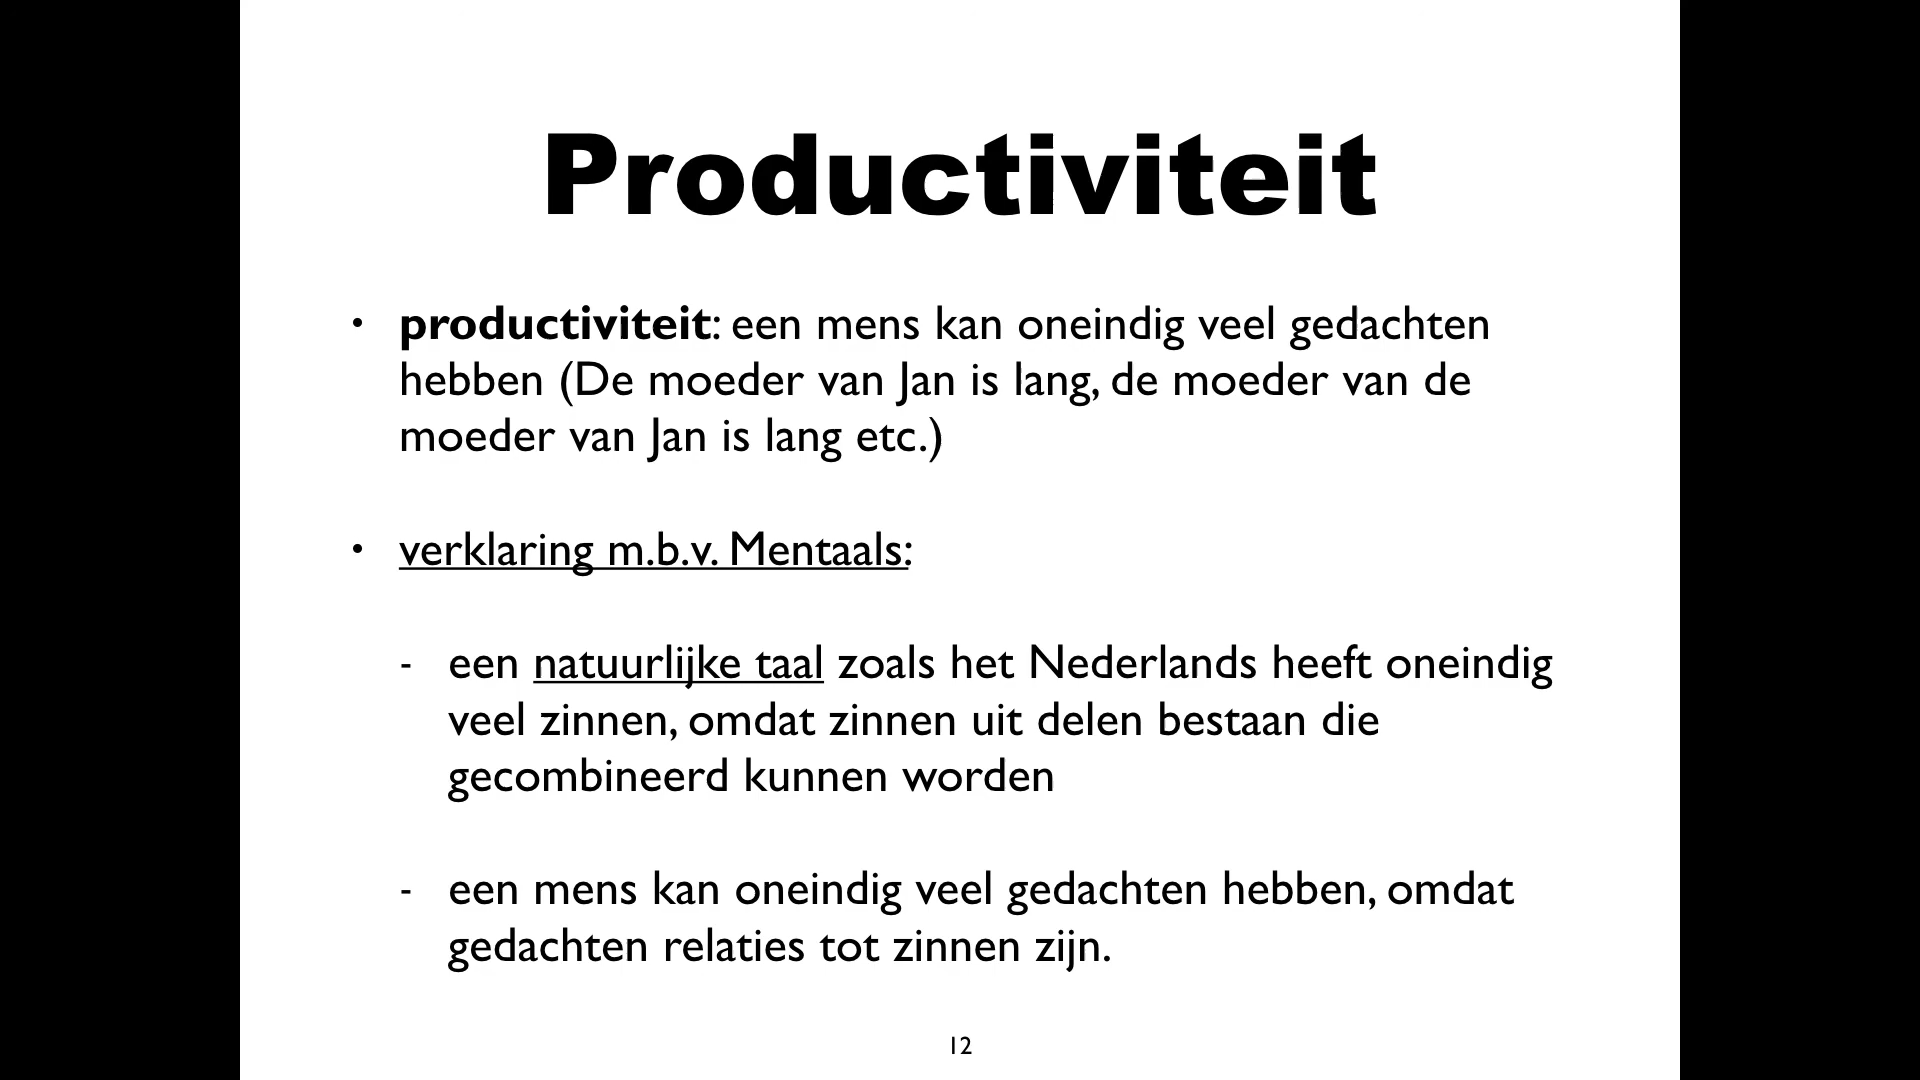 Productiviteit
• productiviteit: een mens kan oneindig veel gedachten
hebben (De moeder van Jan is lang, de moeder van de
moeder van Jan is lang etc.)
• verklaring m.b.v. Mentaals:
- een natuurlijke taal zoals het Nederlands heeft oneindig
veel zinnen, omdat zinnen uit delen bestaan die
gecombineerd kunnen worden
- een mens kan oneindig veel gedachten hebben, omdat
gedachten relaties tot zinnen zijn.
12